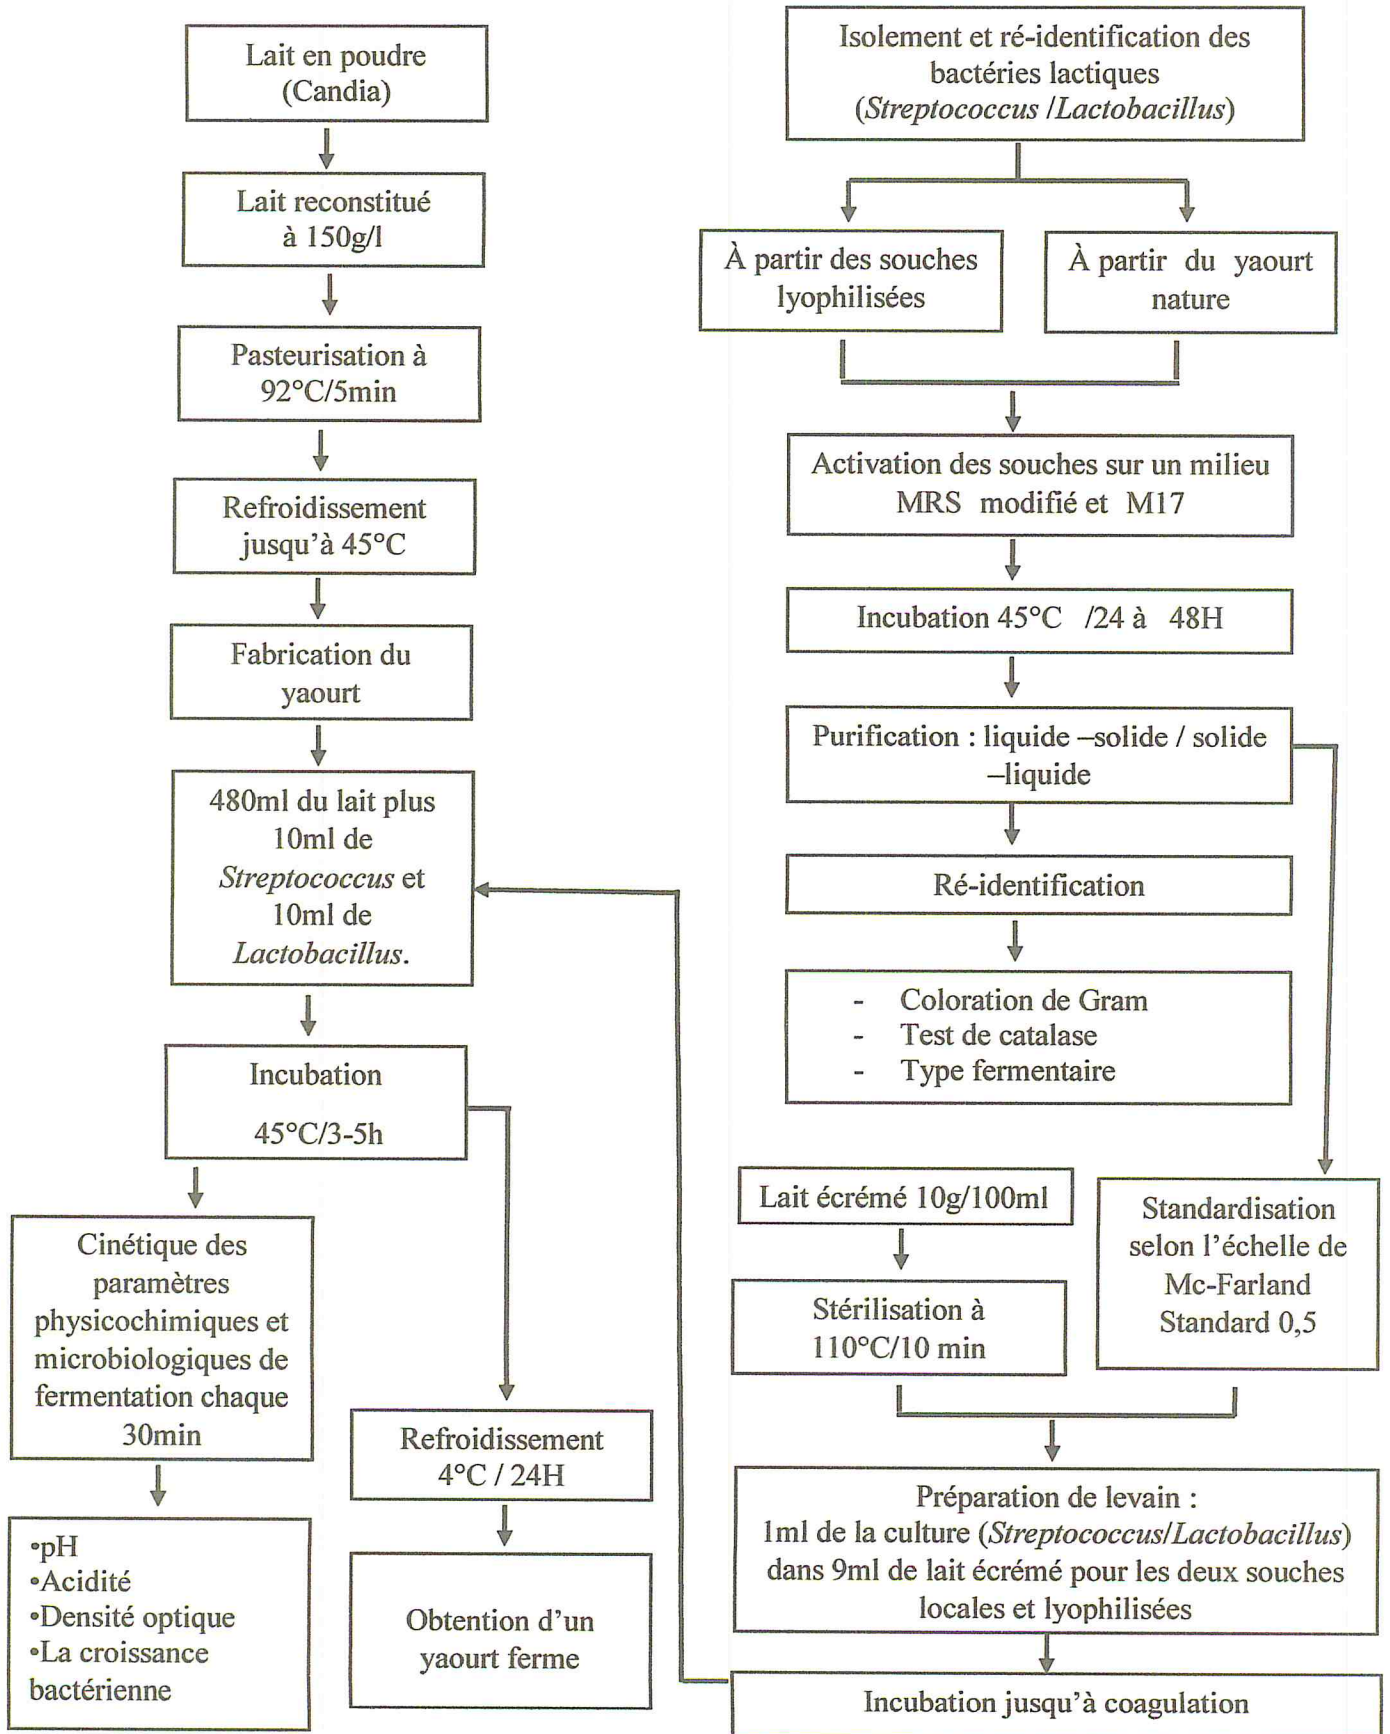 Lait en poudre
(Candia)
Lait reconstitué
à 150g/l
Pasteurisation à
92°C/5min
Refroidissement
jusqu'à 45°C
Fabrication du
yaourt
480ml du lait plus
10ml de
Streptococcus et
10ml de
Lactobacillus.
Incubation
45°C/3-5h
Cinétique des
paramètres
physicochimiques et
microbiologiques de
fermentation chaque
30min
•pH
•Acidité
•Densité optique
•La croissance
bactérienne
Refroidissement
4°C / 24H
Obtention d'un
yaourt ferme
Isolement et ré-identification des
bactéries lactiques
(Streptococcus /Lactobacillus)
À partir des souches
lyophilisées
À partir du yaourt
nature
Activation des souches sur un milieu
MRS modifié et M17
Incubation 45°C /24 à 48H
Purification : liquide –solide / solide
–liquide
Ré-identification
- Coloration de Gram
- Test de catalase
- Type fermentaire
Lait écrémé 10g/100ml
Stérilisation à
110°C/10 min
Standardisation
selon l'échelle de
Mc-Farland
Standard 0,5
Préparation de levain :
1ml de la culture (Streptococcus/Lactobacillus)
dans 9ml de lait écrémé pour les deux souches
locales et lyophilisées
Incubation jusqu'à coagulation